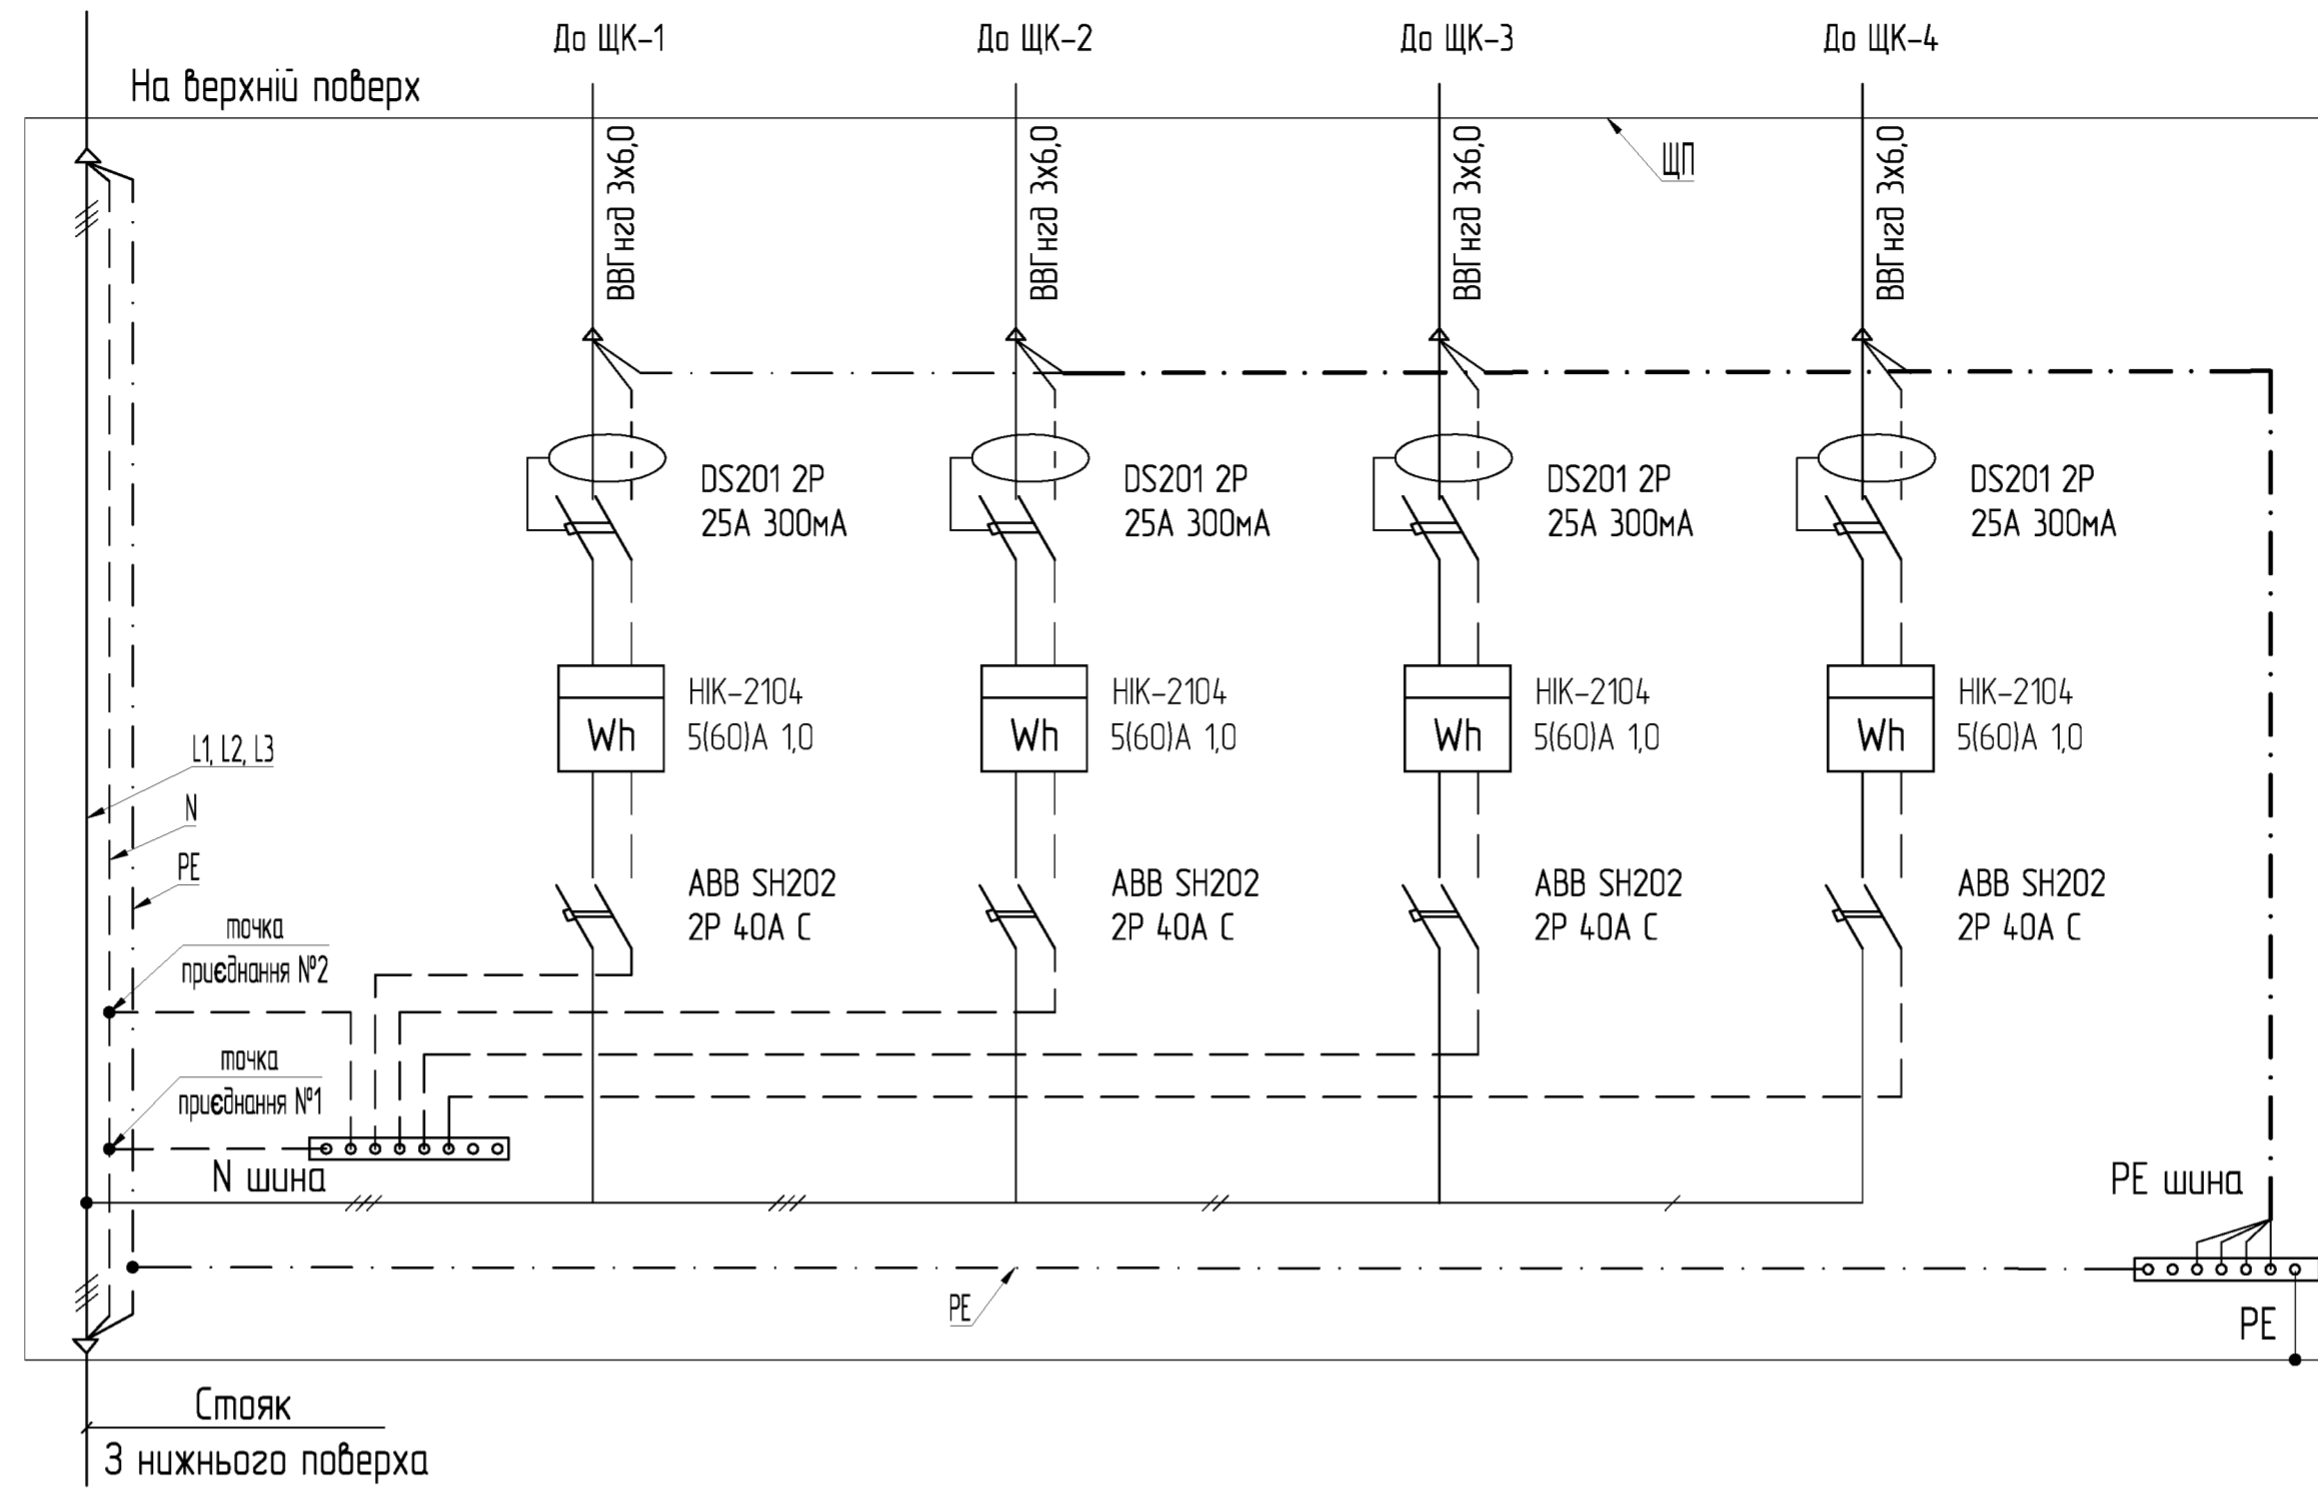 До ЩК-1
До ЩК-2
До ЩК-3
До ЩК-4
На верхній поверх
ВВГнгд 3х6,0
ВВГнгд 3х6,0
ВВГнгд 3х6,0
ВВГнгд 3х6,0
ЩП
DS201 2P
25А 300мА
DS201 2P
25А 300мА
DS201 2P
25А 300мА
DS201 2P
25А 300мА
НІК-2104
5(60)А 1,0
НІК-2104
5(60)А 1,0
НІК-2104
5(60)А 1,0
НІК-2104
5(60)А 1,0
Wh
Wh
Wh
Wh
L1, L2, L3
N
PE
ABB SH202
2P 40A C
ABB SH202
2P 40A C
ABB SH202
2P 40A C
ABB SH202
2P 40A C
точка
приєднання №2
точка
приєднання №1
N шина
PE шина
PE
PE
Стояк
З нижнього поверха